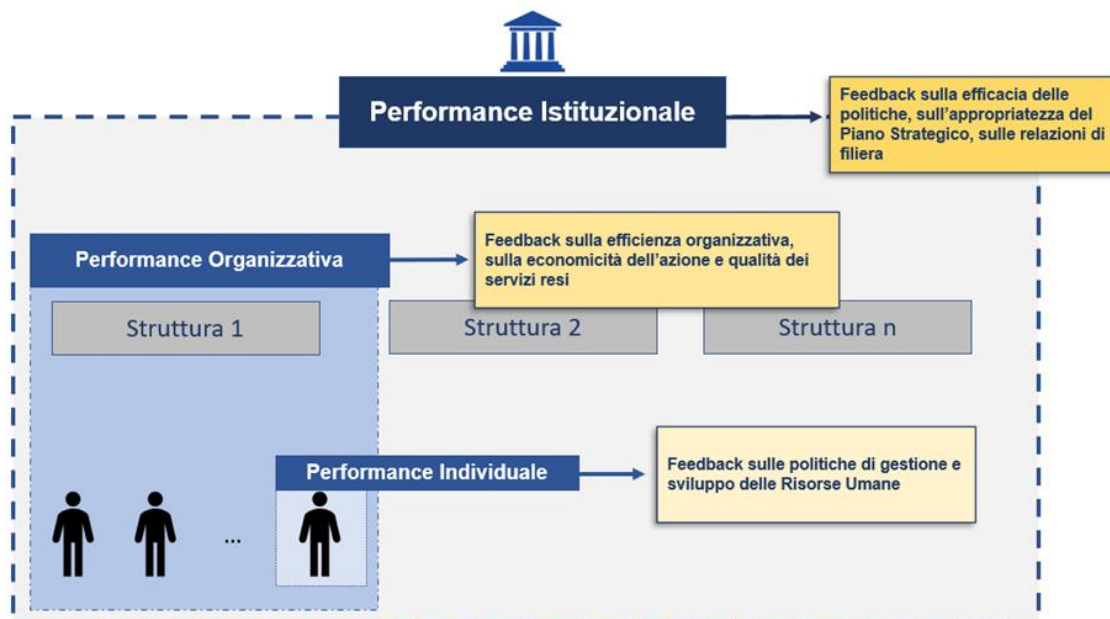 Performance Istituzionale
Feedback sulla efficacia delle
politiche, sull'appropriatezza del
Piano Strategico, sulle relazioni di
filiera
Performance Organizzativa
Feedback sulla efficienza organizzativa,
sulla economicità dell'azione e qualità dei
servizi resi
Struttura 1
Struttura 2
Struttura n
Performance Individuale
Feedback sulle politiche di gestione e
sviluppo delle Risorse Umane
...